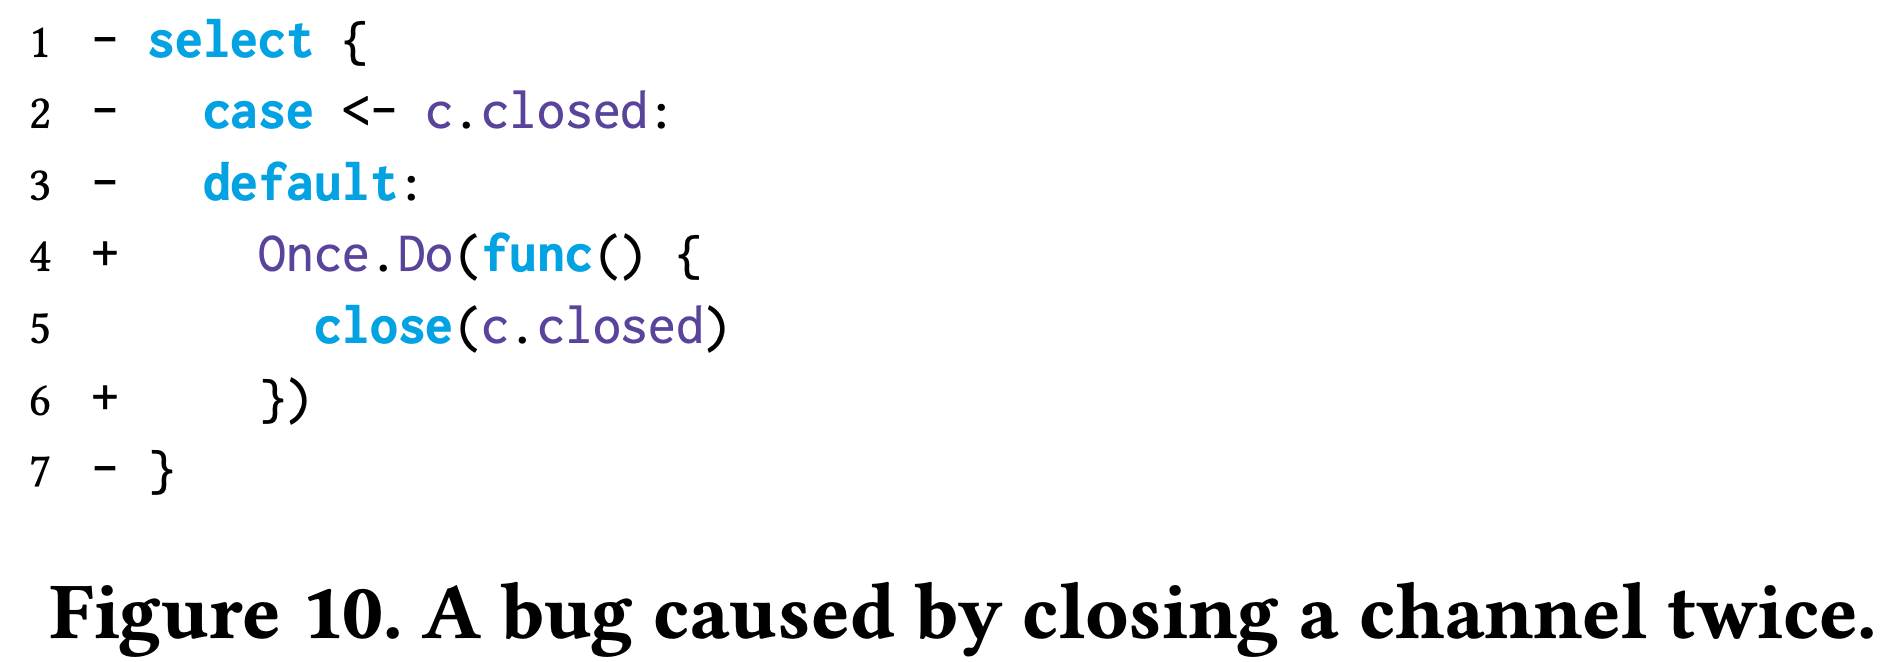 1 - select {
2 -   case <- c.closed:
3 -   default:
4 +     Once.Do(func() {
5         close(c.closed)
6 +     })
7 - }
Figure 10. A bug caused by closing a channel twice.